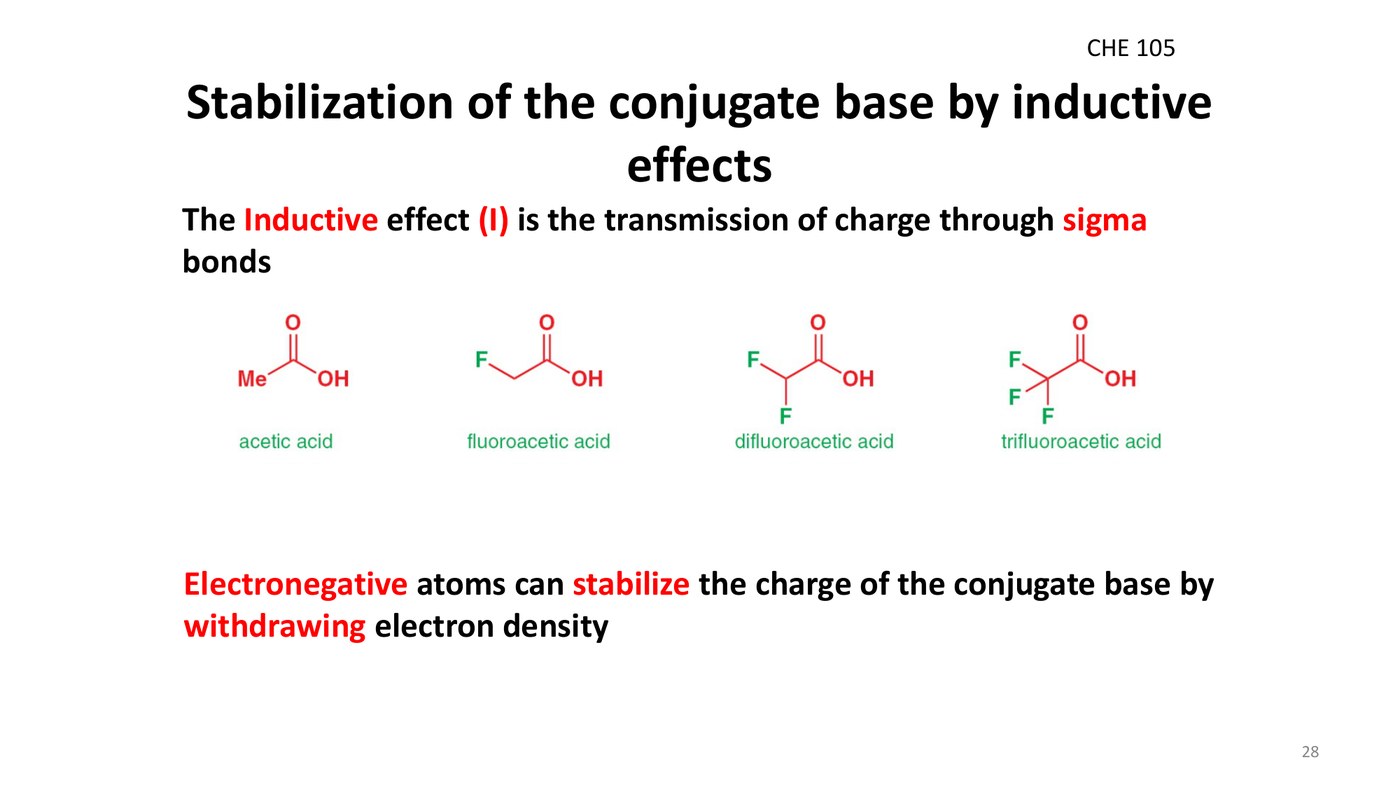 CHE 105
Stabilization of the conjugate base by inductive
effects
The Inductive effect (I) is the transmission of charge through sigma
bonds
O
Me
OH
acetic acid
O
F
OH
fluoroacetic acid
O
F
OH
F
difluoroacetic acid
O
F
OH
F
F
trifluoroacetic acid
Electronegative atoms can stabilize the charge of the conjugate base by
withdrawing electron density
28